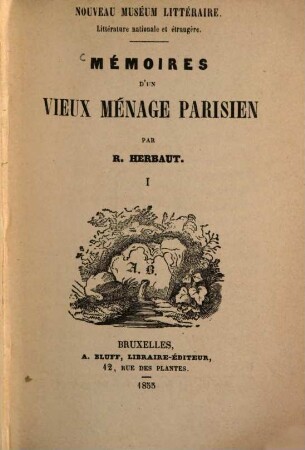 NOUVEAU MUSÉUM LITTÉRAIRE.
Littérature nationale et étrangère.
MÉMOIRES
D'UN
VIEUX MÉNAGE PARISIEN
PAR
R. HERBAUT.
I
A. B.
BRUXELLES,
A. BLUFF, LIBRAIRE-ÉDITEUR,
12, RUE DES PLANTES.
1855